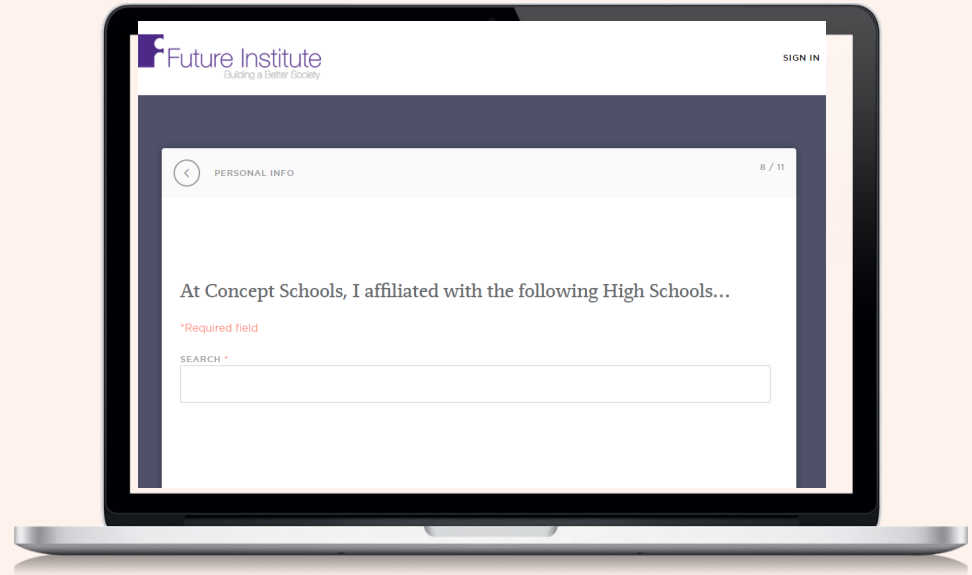 Future Institute
Building a Better Society
SIGN IN
PERSONAL INFO
8 / 11
At Concept Schools, I affiliated with the following High Schools...
*Required field
SEARCH *